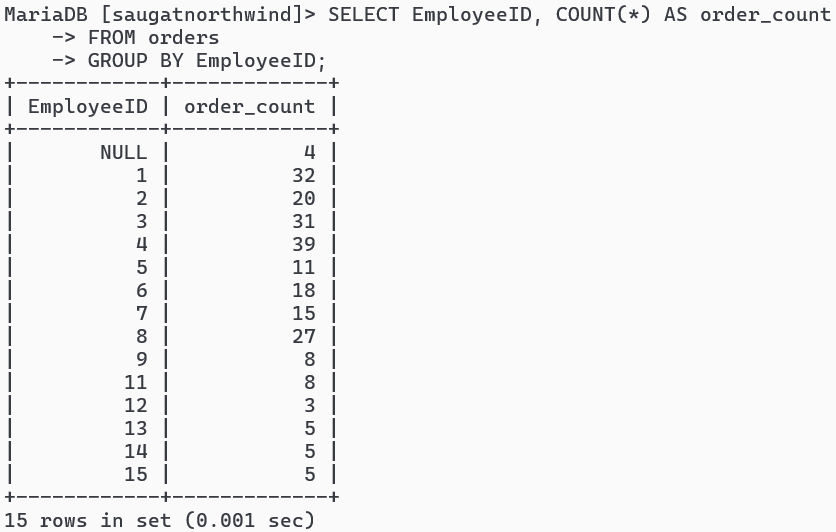 MariaDB [saugatnorthwind]> SELECT EmployeeID, COUNT(*) AS order_count
    -> FROM orders
    -> GROUP BY EmployeeID;
+------------+-------------+
| EmployeeID | order_count |
+------------+-------------+
|       NULL |           4 |
|          1 |          32 |
|          2 |          20 |
|          3 |          31 |
|          4 |          39 |
|          5 |          11 |
|          6 |          18 |
|          7 |          15 |
|          8 |          27 |
|          9 |           8 |
|         11 |           8 |
|         12 |           3 |
|         13 |           5 |
|         14 |           5 |
|         15 |           5 |
+------------+-------------+
15 rows in set (0.001 sec)